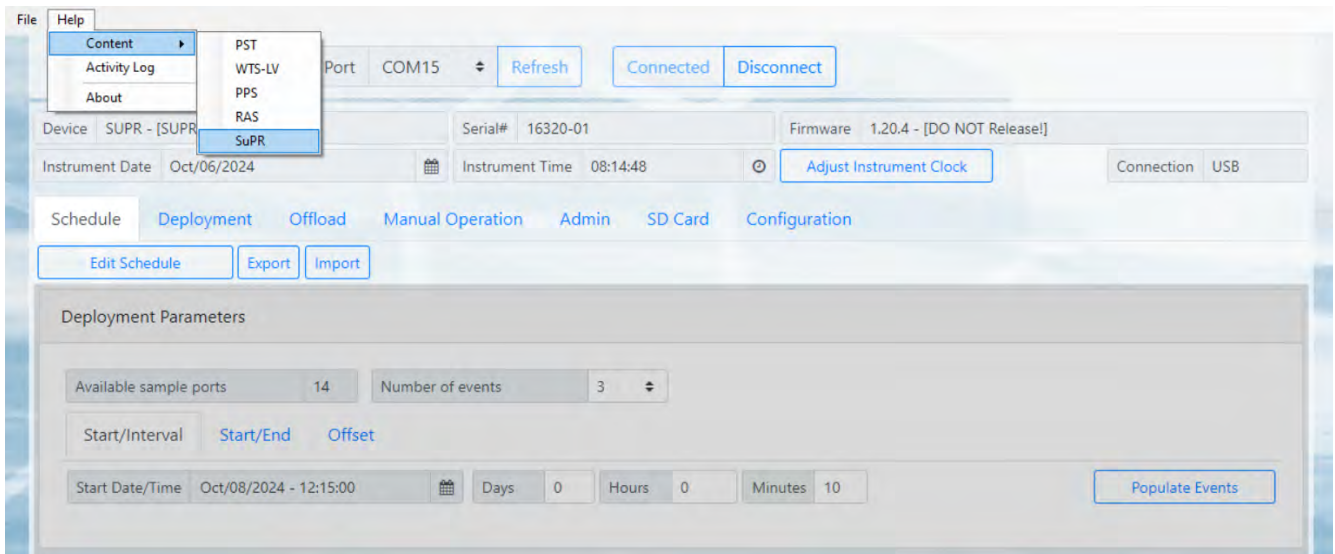 File Help
Content
Activity Log
About
PST
WTS-LV
PPS
RAS
SuPR
Port COM15 Refresh Connected Disconnect
Device SUPR - [SUPR Serial# 16320-01 Firmware 1.20.4 - [DO NOT Release!]
Instrument Date Oct/06/2024 Instrument Time 08:14:48 Adjust Instrument Clock Connection USB
Schedule Deployment Offload Manual Operation Admin SD Card Configuration
Edit Schedule Export Import
Deployment Parameters
Available sample ports 14 Number of events 3
Start/Interval Start/End Offset
Start Date/Time Oct/08/2024 - 12:15:00 Days 0 Hours 0 Minutes 10 Populate Events